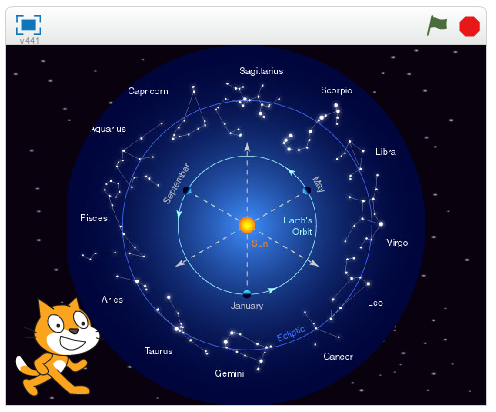 v441
Sagitarius
Capricorn
Scorpio
Aquarius
Libra
September
May
Pisces
Earth's
Orbit
Virgo
Sun
Aries
January
Leo
Ecliptic
Taurus
Cancer
Gemini